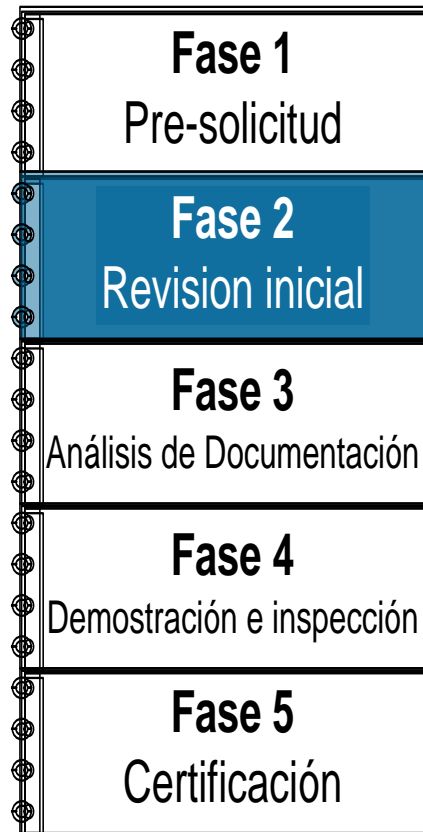 Fase 1
Pre-solicitud
Fase 2
Revision inicial
Fase 3
Análisis de Documentación
Fase 4
Demostración e inspección
Fase 5
Certificación